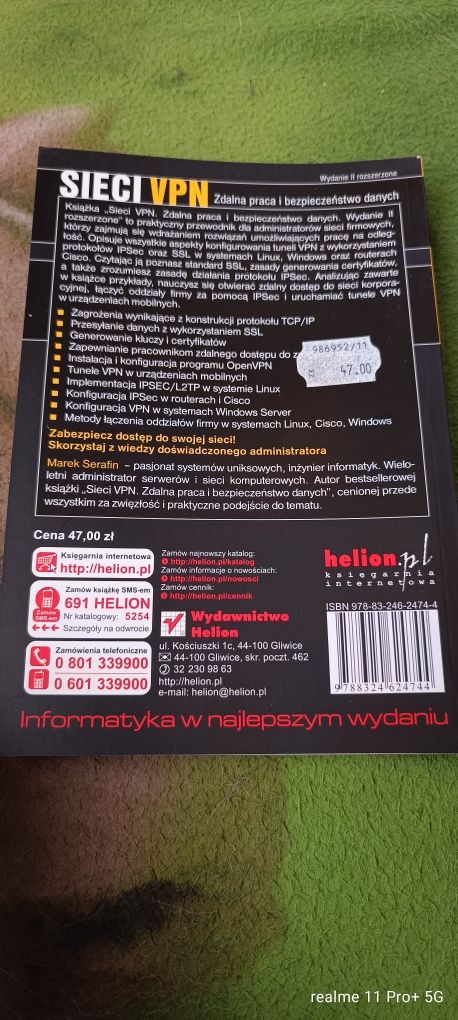 Wydanie II rozszerzone
SIECI VPN Zdalna praca i bezpieczeństwo danych
Książka „Sieci VPN. Zdalna praca i bezpieczeństwo danych. Wydanie II
rozszerzone” to praktyczny przewodnik dla administratorów sieci firmowych,
którzy zajmują się wdrażaniem rozwiązań umożliwiających pracę na odleg-
łość. Opisuje wszystkie aspekty konfigurowania tuneli VPN z wykorzystaniem
protokołów IPSec oraz SSL w systemach Linux, Windows oraz routerach
Cisco. Czytając ją poznasz standard SSL, zasady generowania certyfikatów,
a także zrozumiesz zasadę działania protokołu IPSec. Analizując zawarte
w książce przykłady, nauczysz się otwierać zdalny dostęp do sieci korpora-
cyjnej, łączyć oddziały firmy za pomocą IPSec i uruchamiać tunele VPN
w urządzeniach mobilnych.
Zagrożenia wynikające z konstrukcji protokołu TCP/IP
Przesyłanie danych z wykorzystaniem SSL
Generowanie kluczy i certyfikatów
Zapewnianie pracownikom zdalnego dostępu do
986952/11
47.00
Instalacja i konfiguracja programu OpenVPN
Tunele VPN w urządzeniach mobilnych
Implementacja IPSEC/L2TP w systemie Linux
Konfiguracja IPSec w routerach i Cisco
Konfiguracja VPN w systemach Windows Server
Metody łączenia oddziałów firmy w systemach Linux, Cisco, Windows
Zabezpiecz dostęp do swojej sieci!
Skorzystaj z wiedzy doświadczonego administratora
Marek Serafin – pasjonat systemów uniksowych, inżynier informatyk. Wielo-
letni administrator serwerów i sieci komputerowych. Autor bestsellerowej
książki „Sieci VPN. Zdalna praca i bezpieczeństwo danych”, cenionej przede
wszystkim za zwięzłość i praktyczne podejście do tematu.
Cena 47,00 zł
Księgarnia internetowa
http://helion.pl
Zamów książkę SMS-em
691 HELION
Nr katalogowy: 5254
Szczegóły na odwrocie
Zamów SMS-em
Zamówienia telefoniczne
0 801 339900
0 601 339900
Zamów najnowszy katalog:
http://helion.pl/katalog
Zamów informacje o nowościach:
http://helion.pl/nowosci
Zamów cennik:
http://helion.pl/cennik
Wydawnictwo
Helion
ul. Kościuszki 1c, 44-100 Gliwice
44-100 Gliwice, skr. poczt. 462
32 230 98 63
http://helion.pl
e-mail: helion@helion.pl
helion.pl
księgarnia
internetowa
ISBN 978-83-246-2474-4
9 788324 624744
Informatyka w najlepszym wydaniu
realme 11 Pro+ 5G